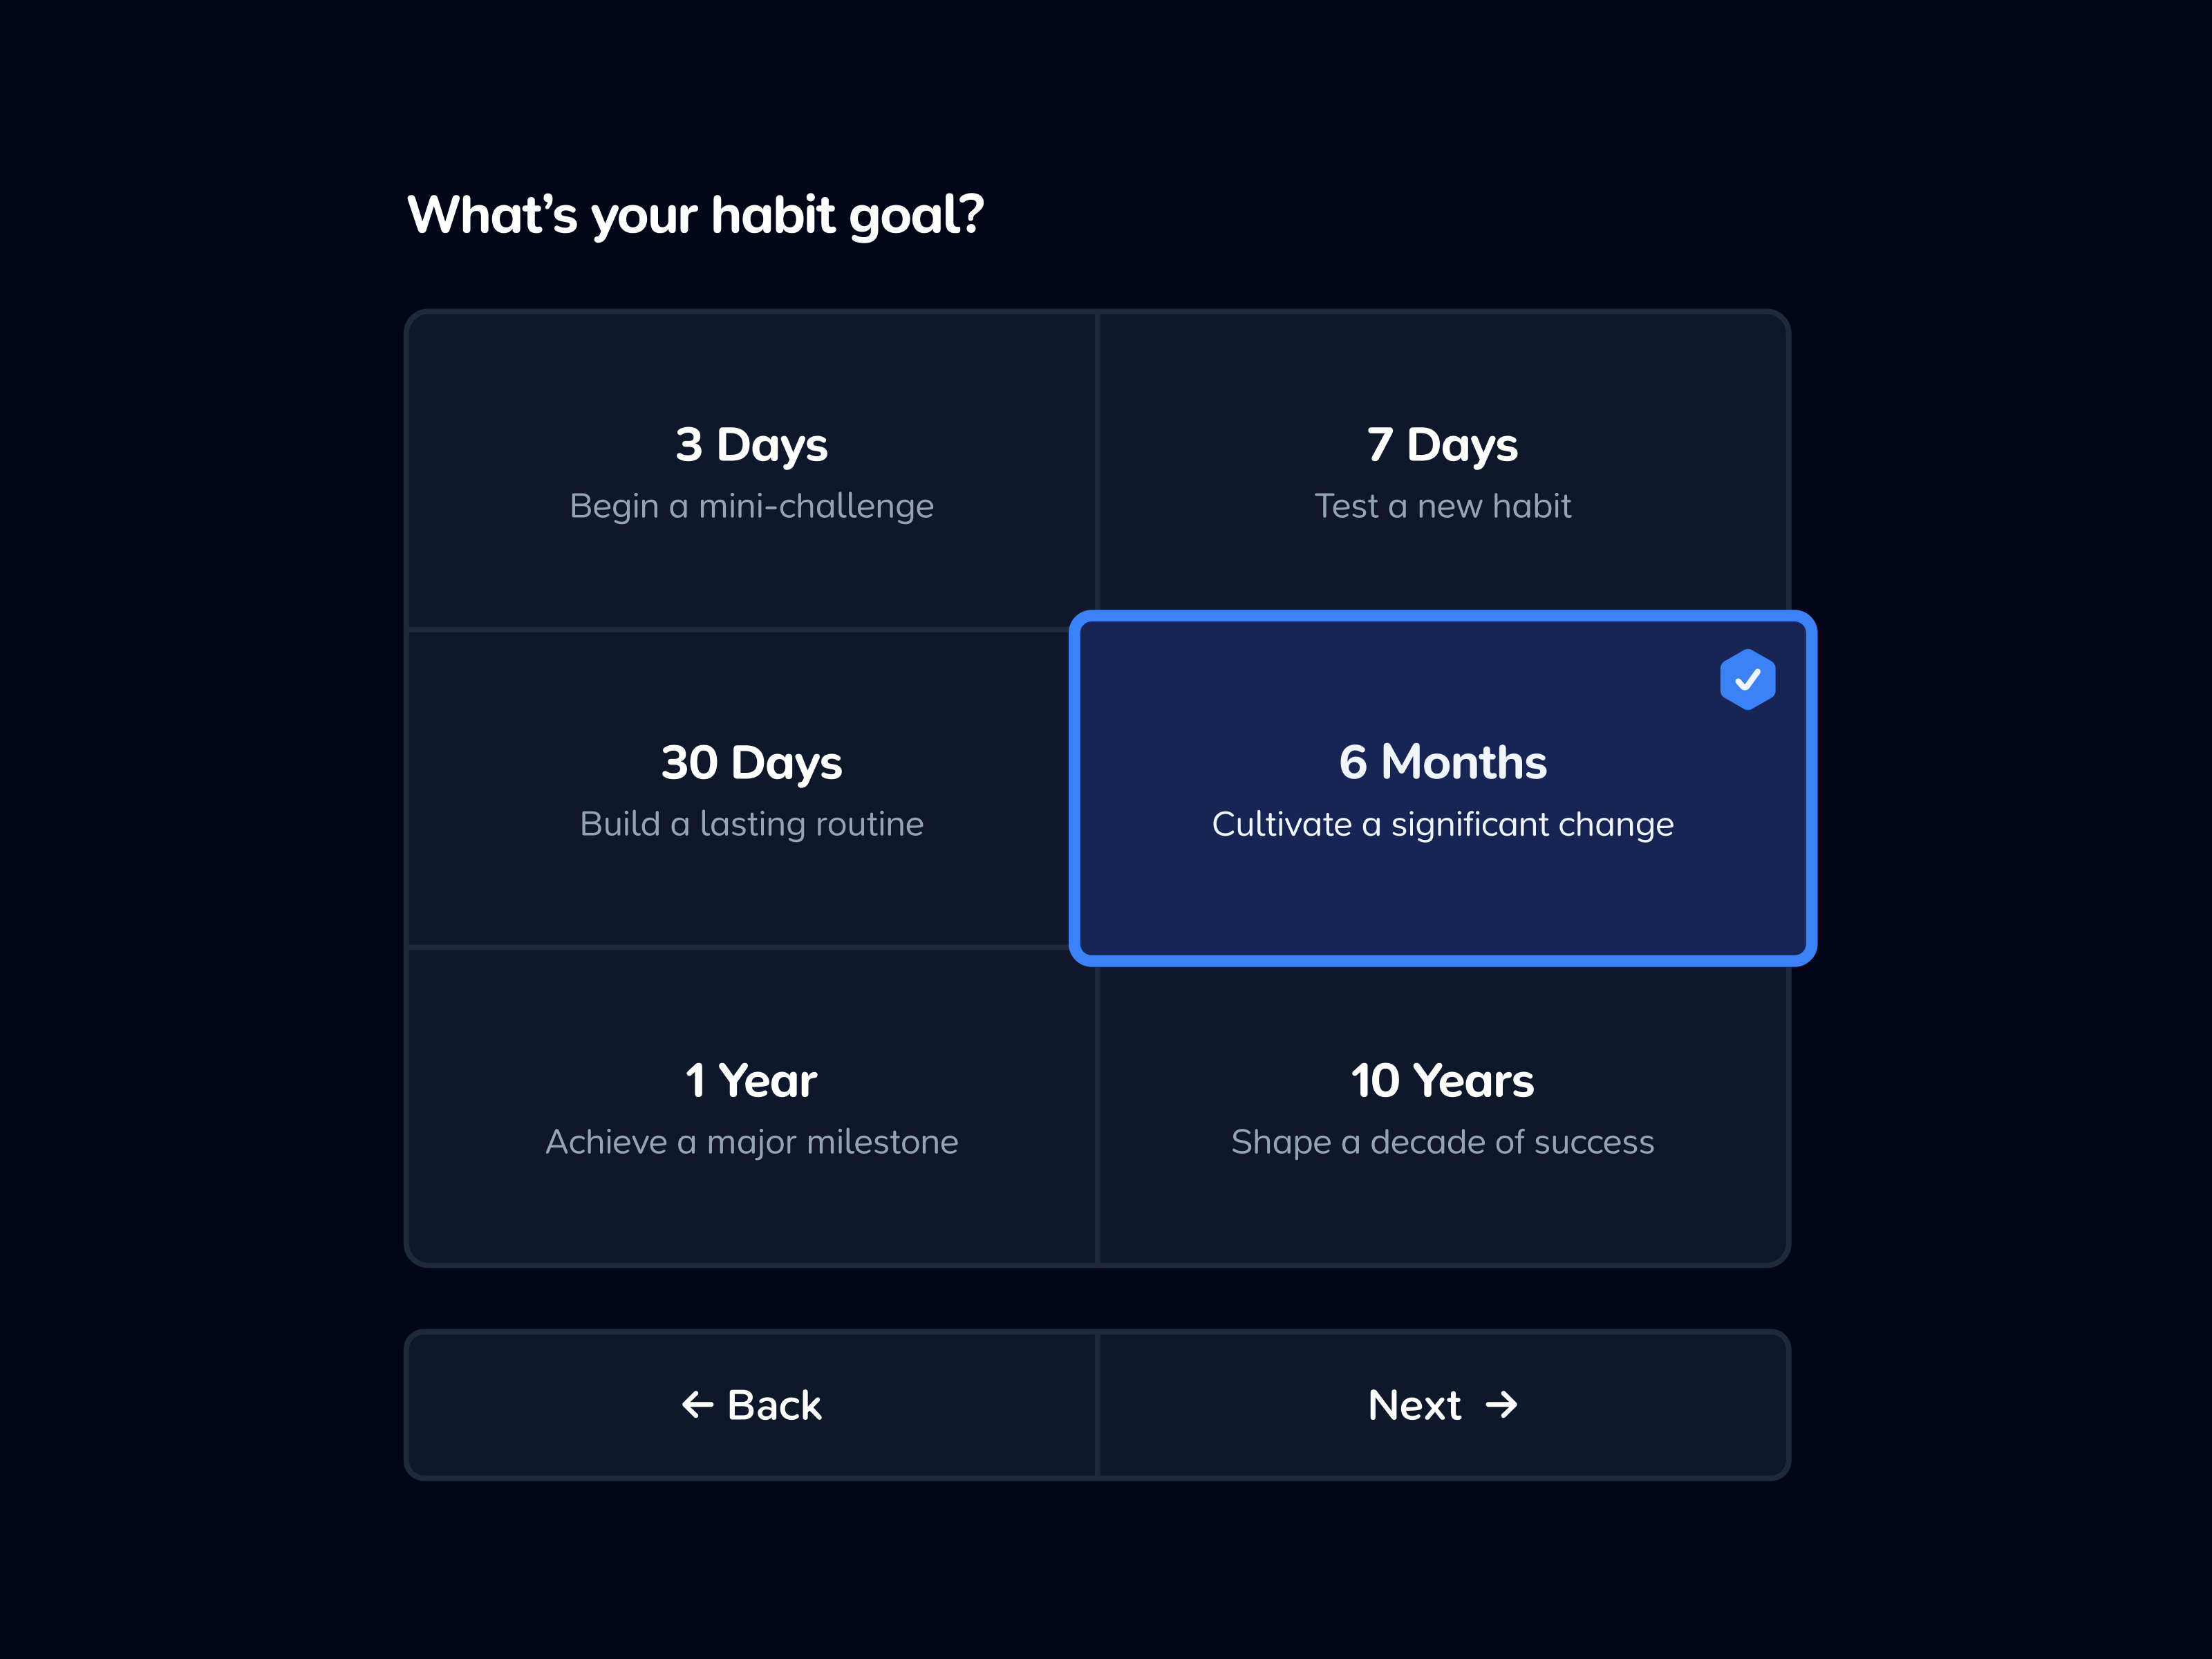 What’s your habit goal?
3 Days
Begin a mini-challenge
7 Days
Test a new habit
30 Days
Build a lasting routine
6 Months
Cultivate a significant change
1 Year
Achieve a major milestone
10 Years
Shape a decade of success
← Back
Next →